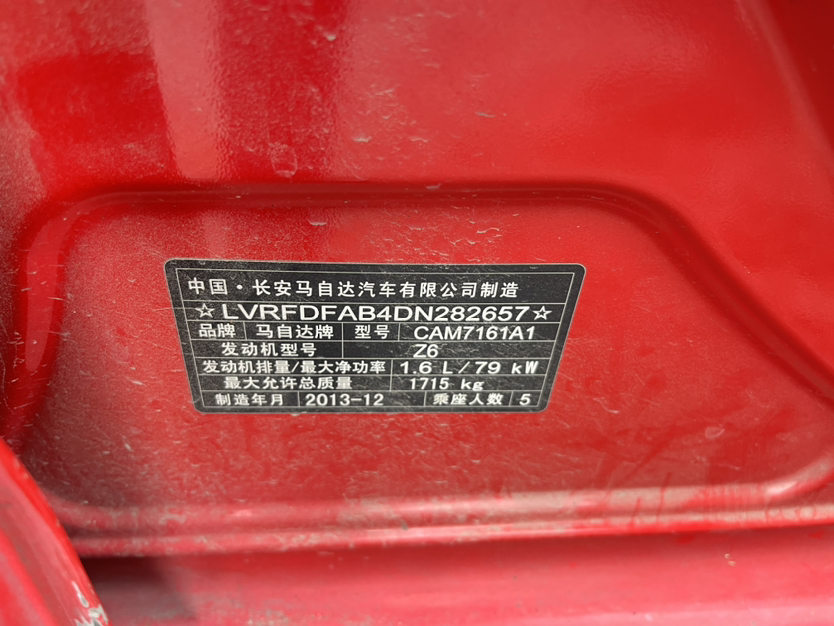 中国·长安马自达汽车有限公司制造
☆LVRFDFAB4DN282657☆
品牌 马自达牌 型号 CAM7161A1
发动机型号 Z6
发动机排量/最大净功率 1.6 L/79 kW
最大允许总质量 1715 kg
制造年月 2013-12 乘座人数 5